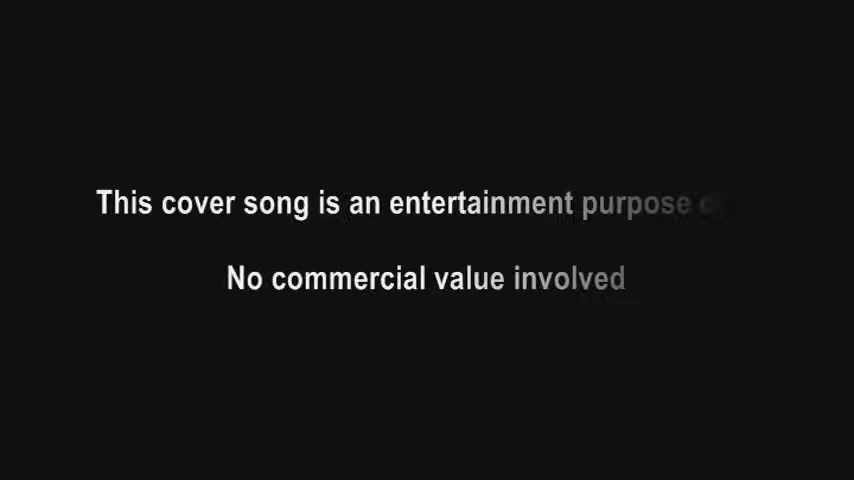 This cover song is an entertainment purpose
No commercial value involved